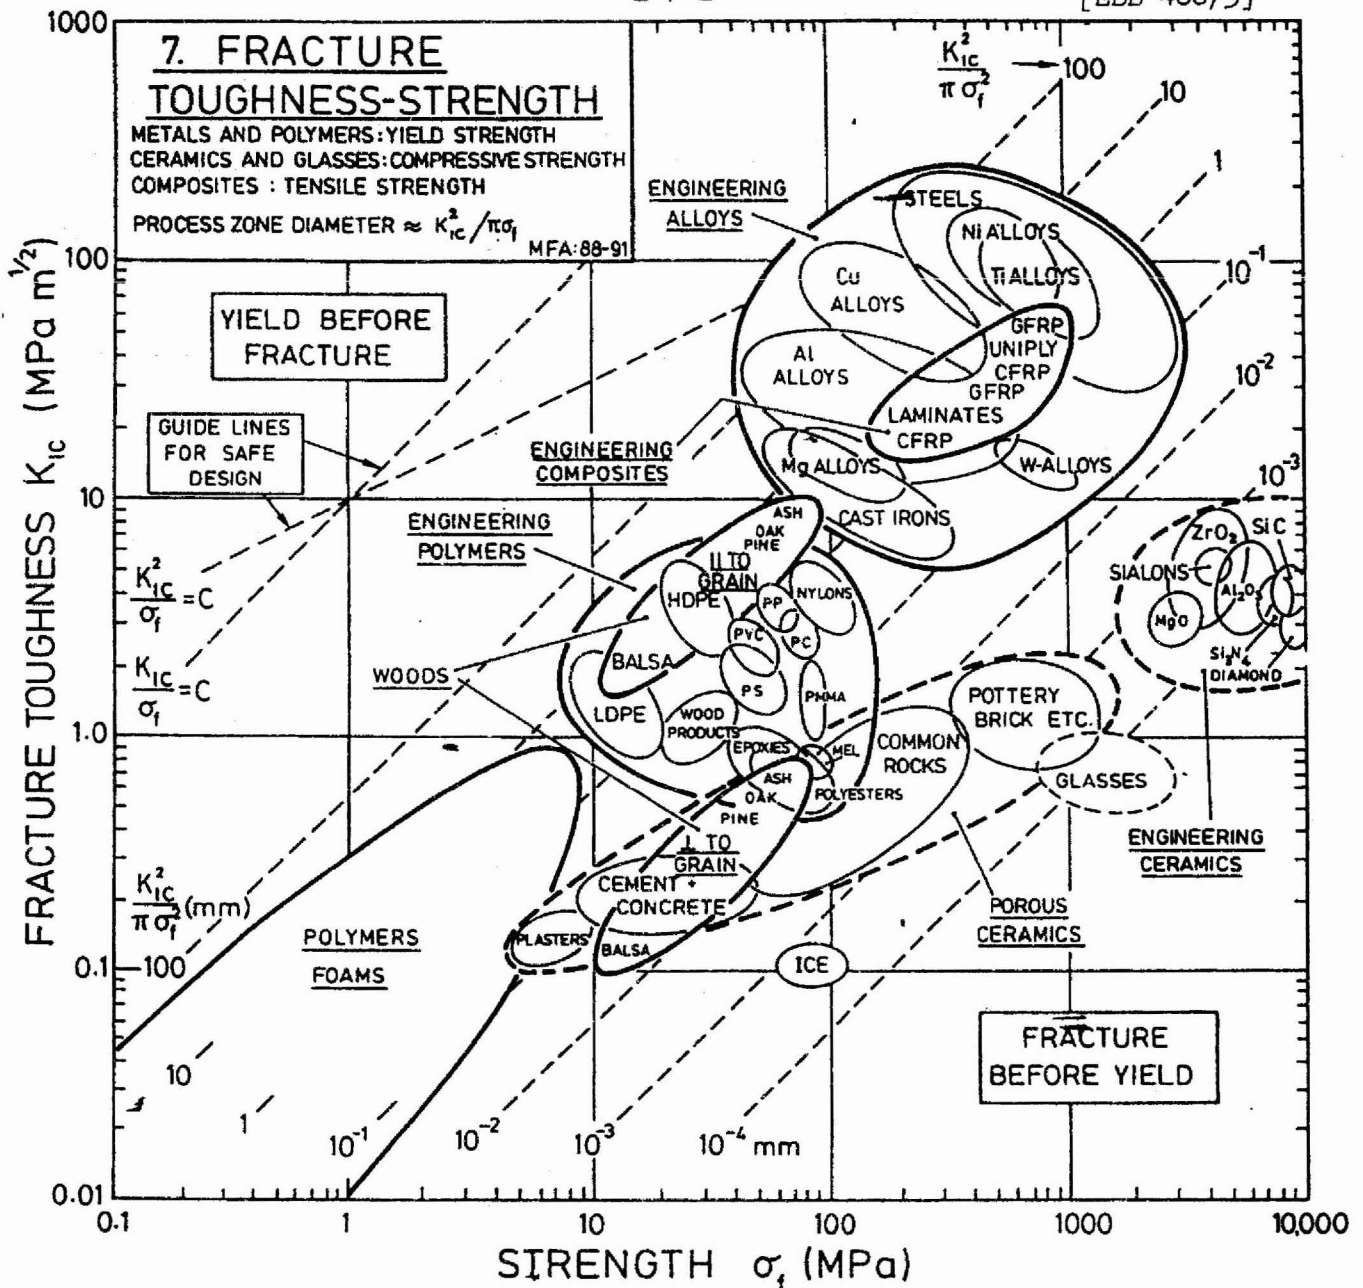 1000
7. FRACTURE
TOUGHNESS-STRENGTH
METALS AND POLYMERS: YIELD STRENGTH
CERAMICS AND GLASSES: COMPRESSIVE STRENGTH
COMPOSITES : TENSILE STRENGTH
PROCESS ZONE DIAMETER ≈ K²IC/πσf
MFA: 88-91
K²IC/πσ²f → 100
10
1
10⁻¹
10⁻²
10⁻³
ENGINEERING
ALLOYS
STEELS
Ni ALLOYS
Ti ALLOYS
Cu
ALLOYS
100
YIELD BEFORE
FRACTURE
GFRP
UNIPLY
CFRP
GFRP
LAMINATES
CFRP
Al
ALLOYS
GUIDE LINES
FOR SAFE
DESIGN
ENGINEERING
COMPOSITES
Mg ALLOYS
W-ALLOYS
CAST IRONS
10
ENGINEERING
POLYMERS
ASH
OAK
PINE
|| TO
GRAIN
HDPE
PP
NYLONS
PVC
PC
ZrO₂
SiC
SIALONS
Al₂O₃
MgO
Si₃N₄
DIAMOND
K²IC/σf = C
KIC/σf = C
WOODS
BALSA
LDPE
PS
WOOD
PRODUCTS
PMMA
POTTERY
BRICK ETC.
1.0
EPOXIES
MEL
COMMON
ROCKS
GLASSES
ASH
OAK
PINE
POLYESTERS
⊥ TO
GRAIN
ENGINEERING
CERAMICS
CEMENT +
CONCRETE
POROUS
CERAMICS
K²IC/πσ²f (mm)
POLYMERS
FOAMS
PLASTERS
BALSA
ICE
0.1
100
FRACTURE
BEFORE YIELD
10
1
10⁻¹
10⁻²
10⁻³
10⁻⁴ mm
0.01
0.1
1
10
100
1000
10,000
FRACTURE TOUGHNESS KIC (MPa m^1/2)
STRENGTH σf (MPa)